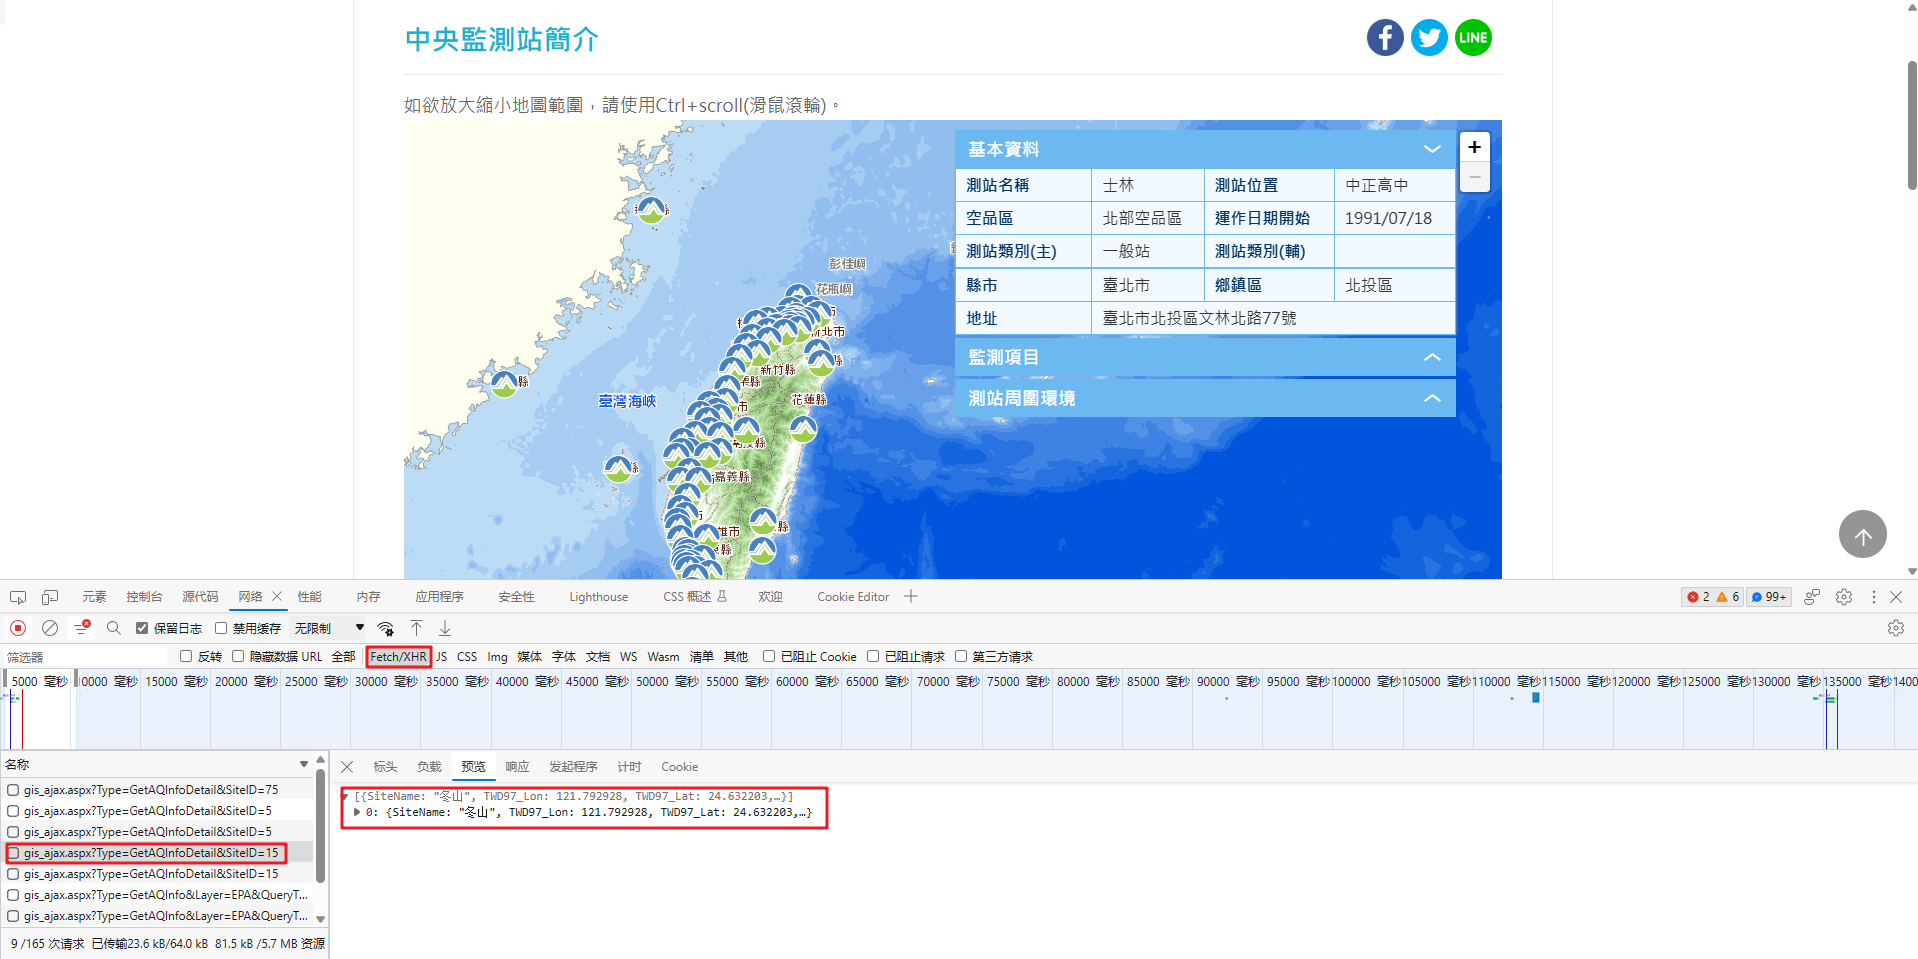 中央監測站簡介
LINE
如欲放大縮小地圖範圍，請使用Ctrl+scroll(滑鼠滾輪)。
基本資料
測站名稱 士林 測站位置 中正高中
空品區 北部空品區 運作日期開始 1991/07/18
測站類別(主) 一般站 測站類別(輔)
縣市 臺北市 鄉鎮區 北投區
地址 臺北市北投區文林北路77號
監測項目
測站周圍環境
+
−
彭佳嶼
花瓶嶼
新北市
新竹縣
臺灣海峽
花蓮縣
嘉義縣
元素 控制台 源代码 网络 性能 内存 应用程序 安全性 Lighthouse CSS 概述 欢迎 Cookie Editor
2 6 99+
保留日志 禁用缓存 无限制
筛选器 反转 隐藏数据 URL 全部 Fetch/XHR JS CSS Img 媒体 字体 文档 WS Wasm 清单 其他 已阻止 Cookie 已阻止请求 第三方请求
5000 毫秒 10000 毫秒 15000 毫秒 20000 毫秒 25000 毫秒 30000 毫秒 35000 毫秒 40000 毫秒 45000 毫秒 50000 毫秒 55000 毫秒 60000 毫秒 65000 毫秒 70000 毫秒 75000 毫秒 80000 毫秒 85000 毫秒 90000 毫秒 95000 毫秒 100000 毫秒 105000 毫秒 110000 毫秒 115000 毫秒 120000 毫秒 125000 毫秒 130000 毫秒 135000 毫秒 1400
名称
gis_ajax.aspx?Type=GetAQInfoDetail&SiteID=75
gis_ajax.aspx?Type=GetAQInfoDetail&SiteID=5
gis_ajax.aspx?Type=GetAQInfoDetail&SiteID=5
gis_ajax.aspx?Type=GetAQInfoDetail&SiteID=15
gis_ajax.aspx?Type=GetAQInfoDetail&SiteID=15
gis_ajax.aspx?Type=GetAQInfo&Layer=EPA&QueryT...
gis_ajax.aspx?Type=GetAQInfo&Layer=EPA&QueryT...
9 /165 次请求 已传输23.6 kB/64.0 kB 81.5 kB /5.7 MB 资源
标头 负载 预览 响应 发起程序 计时 Cookie
[{SiteName: "冬山", TWD97_Lon: 121.792928, TWD97_Lat: 24.632203,…}]
0: {SiteName: "冬山", TWD97_Lon: 121.792928, TWD97_Lat: 24.632203,…}